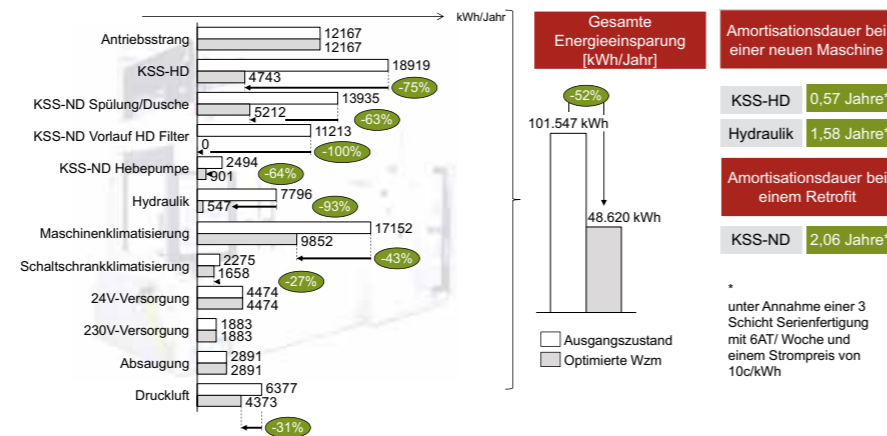 kWh/Jahr
Antriebsstrang
12167
12167
KSS-HD
18919
4743
-75%
KSS-ND Spülung/Dusche
13935
5212
-63%
KSS-ND Vorlauf HD Filter
11213
0
-100%
KSS-ND Hebepumpe
2494
901
-64%
Hydraulik
7796
547
-93%
Maschinenklimatisierung
17152
9852
-43%
Schaltschrankklimatisierung
2275
1658
-27%
24V-Versorgung
4474
4474
230V-Versorgung
1883
1883
Absaugung
2891
2891
Druckluft
6377
4373
-31%
Gesamte
Energieeinsparung
[kWh/Jahr]
-52%
101.547 kWh
48.620 kWh
Ausgangszustand
Optimierte Wzm
Amortisationsdauer bei
einer neuen Maschine
KSS-HD 0,57 Jahre*
Hydraulik 1,58 Jahre*
Amortisationsdauer bei
einem Retrofit
KSS-ND 2,06 Jahre*
*
unter Annahme einer 3
Schicht Serienfertigung
mit 6AT/ Woche und
einem Strompreis von
10c/kWh